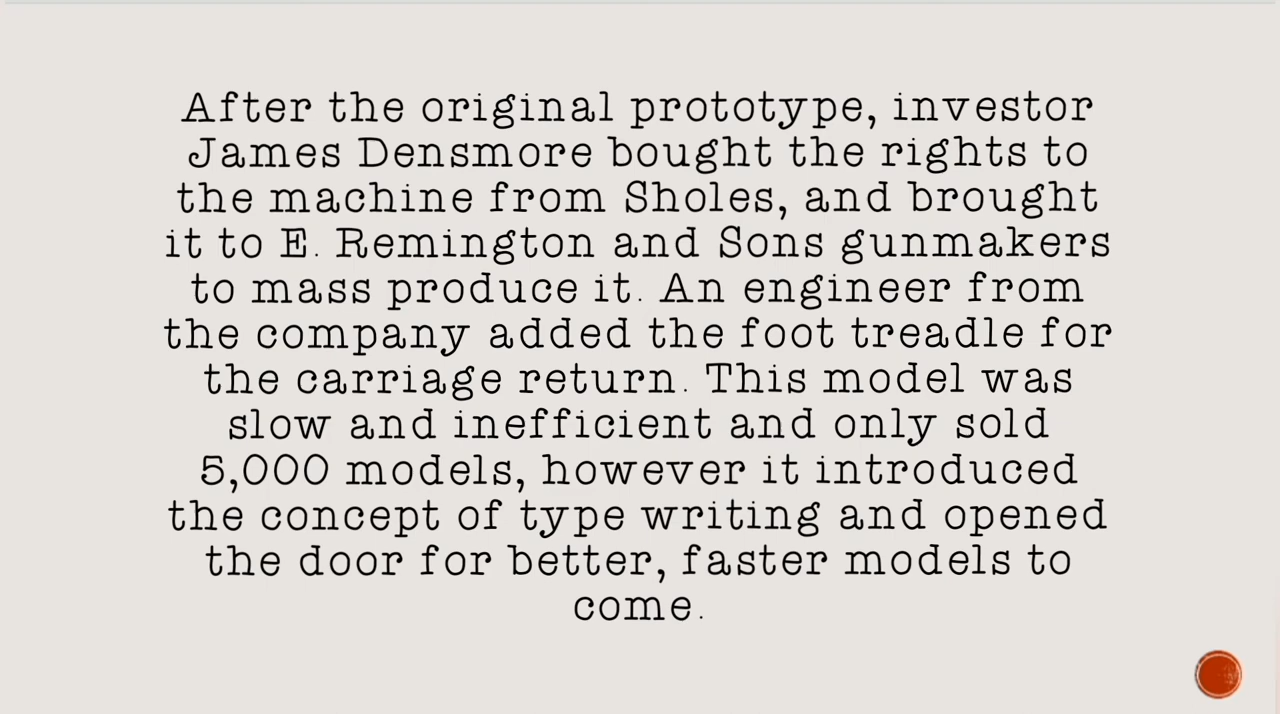 After the original prototype, investor
James Densmore bought the rights to
the machine from Sholes, and brought
it to E. Remington and Sons gunmakers
to mass produce it. An engineer from
the company added the foot treadle for
the carriage return. This model was
slow and inefficient and only sold
5,000 models, however it introduced
the concept of type writing and opened
the door for better, faster models to
come.